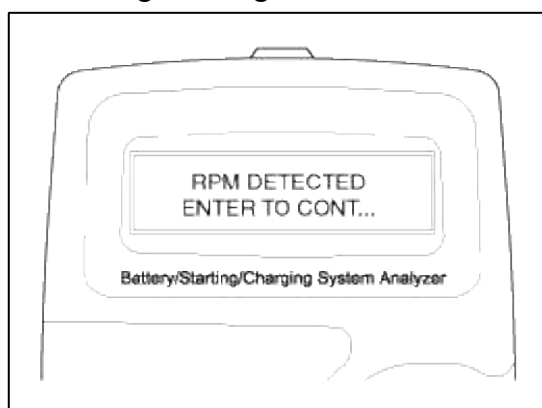 RPM DETECTED
ENTER TO CONT...
Battery/Starting/Charging System Analyzer